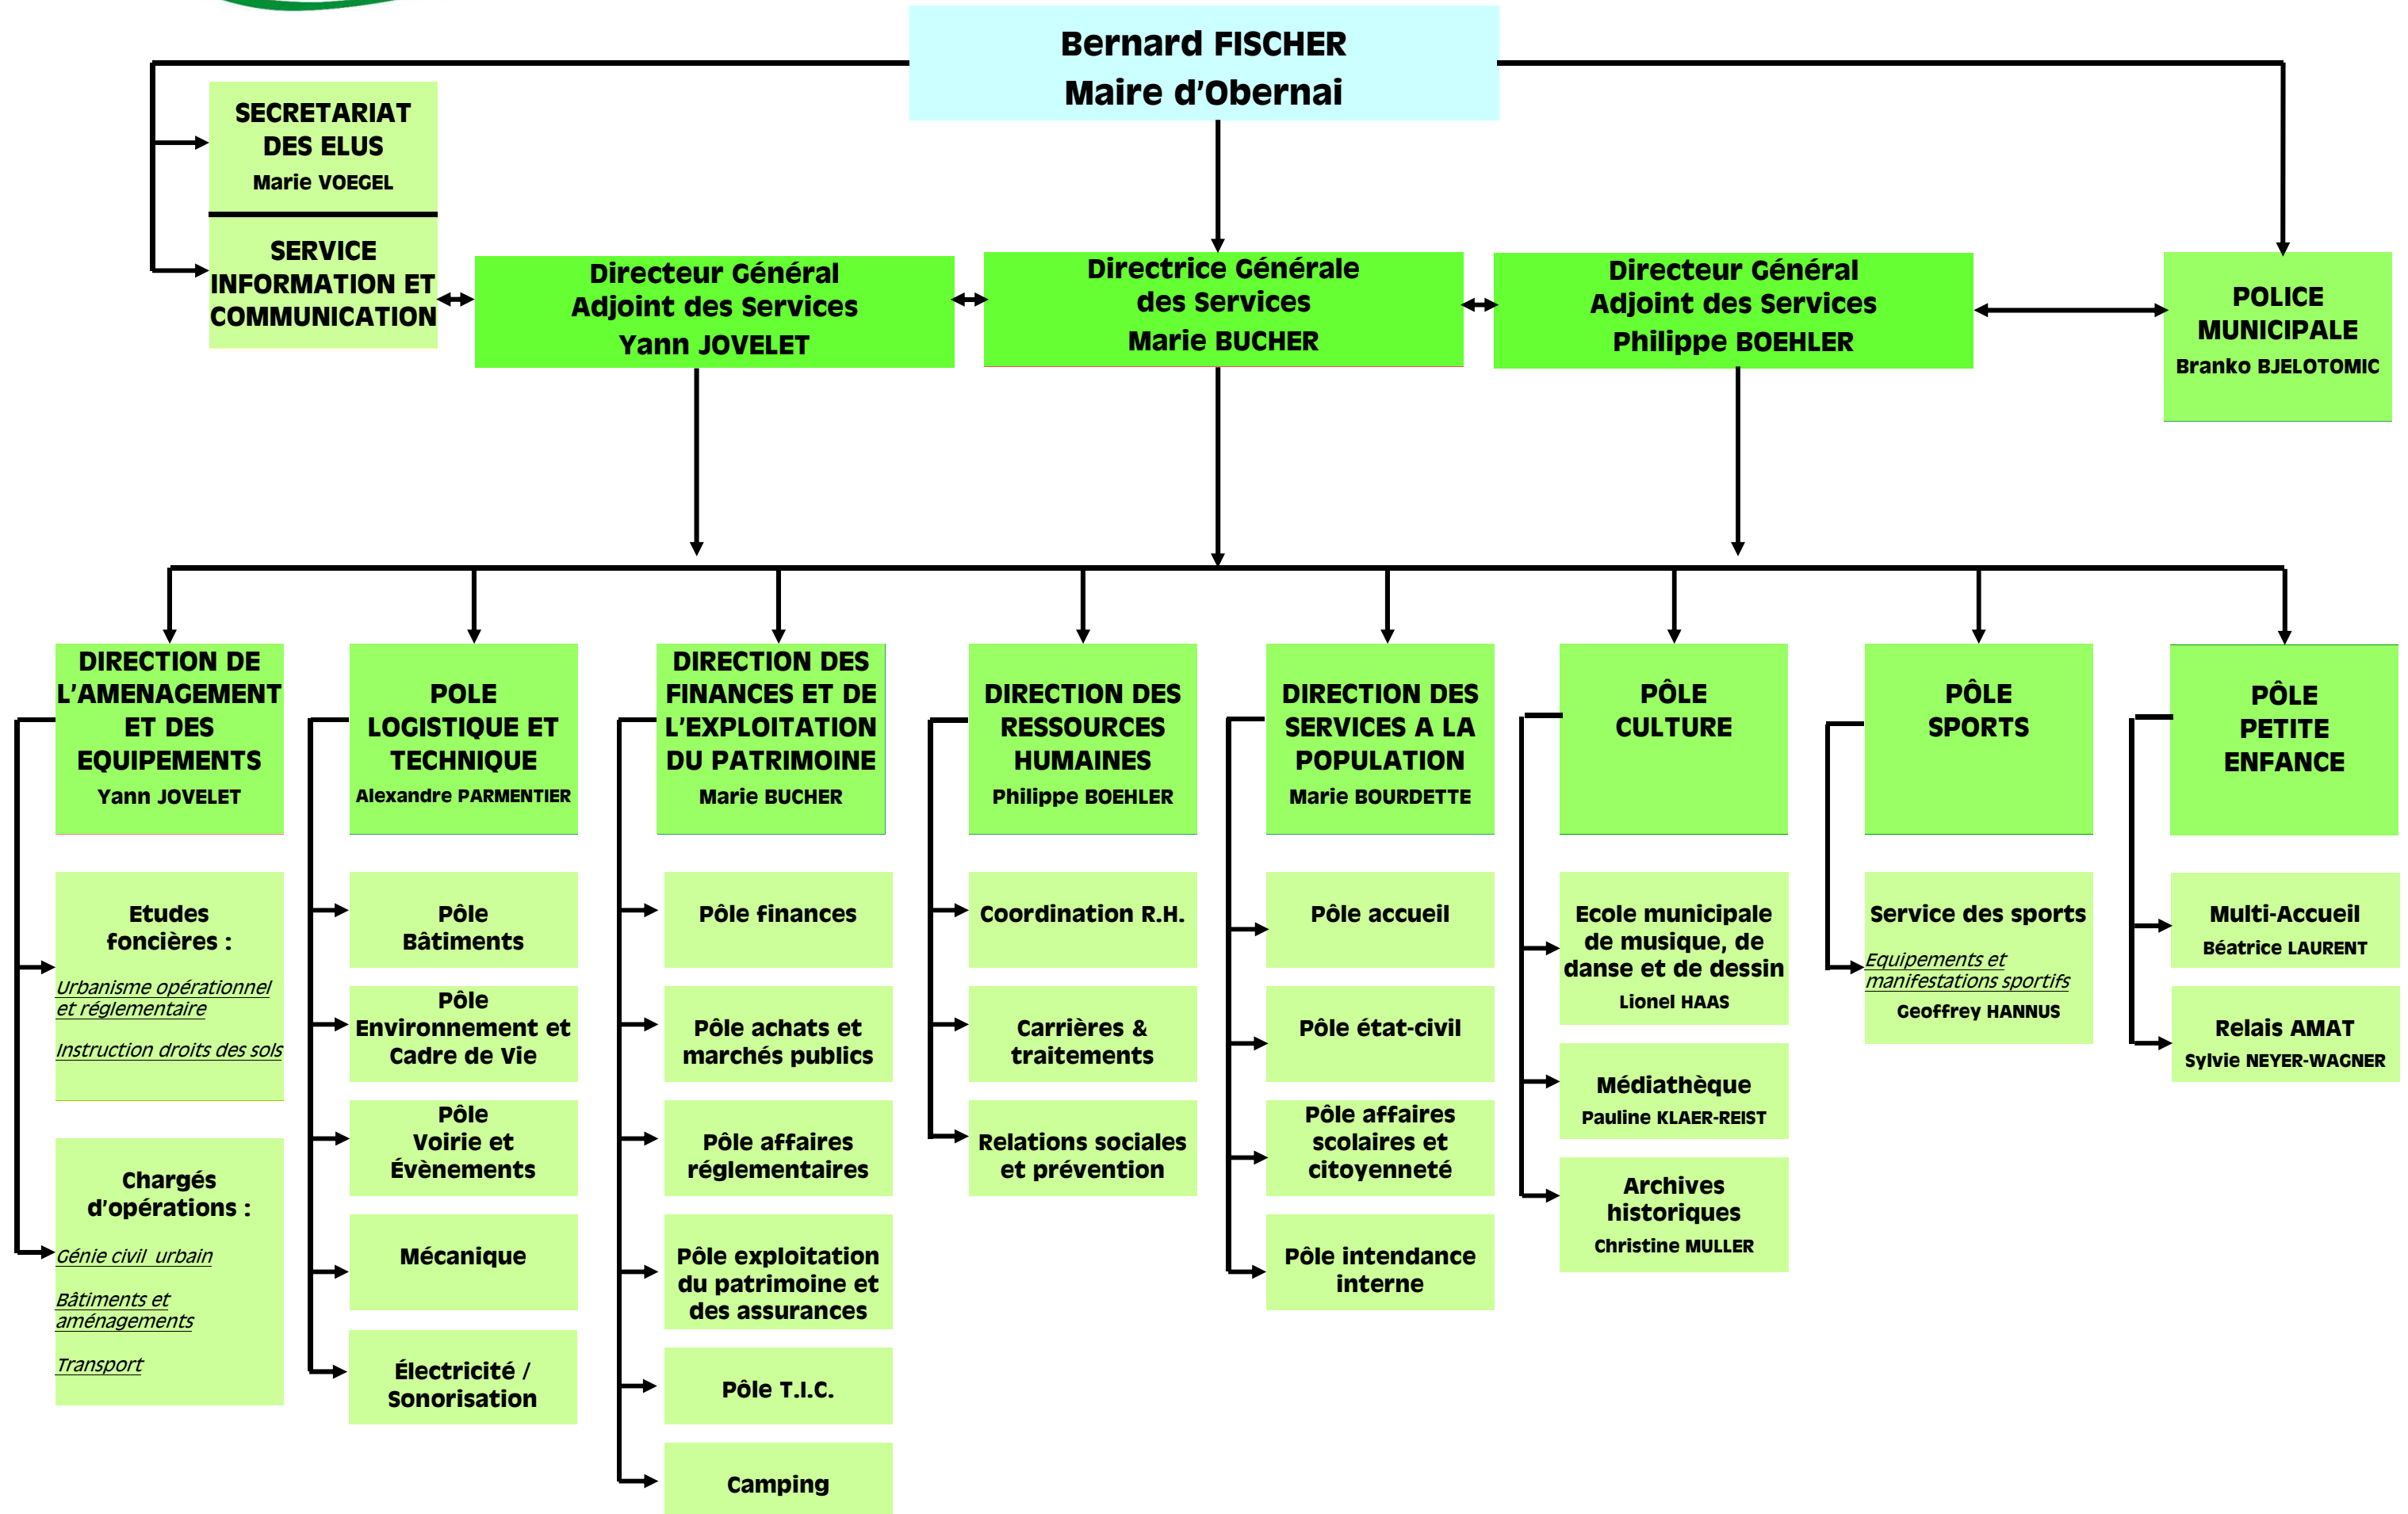 Bernard FISCHER
Maire d'Obernai
SECRETARIAT
DES ELUS
Marie VOEGEL
SERVICE
INFORMATION ET
COMMUNICATION
Directeur Général
Adjoint des Services
Yann JOVELET
Directrice Générale
des Services
Marie BUCHER
Directeur Général
Adjoint des Services
Philippe BOEHLER
POLICE
MUNICIPALE
Branko BJELOTOMIC
DIRECTION DE
L'AMENAGEMENT
ET DES
EQUIPEMENTS
Yann JOVELET
POLE
LOGISTIQUE ET
TECHNIQUE
Alexandre PARMENTIER
DIRECTION DES
FINANCES ET DE
L'EXPLOITATION
DU PATRIMOINE
Marie BUCHER
DIRECTION DES
RESSOURCES
HUMAINES
Philippe BOEHLER
DIRECTION DES
SERVICES A LA
POPULATION
Marie BOURDETTE
PÔLE
CULTURE
PÔLE
SPORTS
PÔLE
PETITE
ENFANCE
Etudes
foncières :
Urbanisme opérationnel
et réglementaire
Instruction droits des sols
Chargés
d'opérations :
Génie civil urbain
Bâtiments et
aménagements
Transport
Pôle
Bâtiments
Pôle
Environnement et
Cadre de Vie
Pôle
Voirie et
Évènements
Mécanique
Électricité /
Sonorisation
Pôle finances
Pôle achats et
marchés publics
Pôle affaires
réglementaires
Pôle exploitation
du patrimoine et
des assurances
Pôle T.I.C.
Camping
Coordination R.H.
Carrières &
traitements
Relations sociales
et prévention
Pôle accueil
Pôle état-civil
Pôle affaires
scolaires et
citoyenneté
Pôle intendance
interne
Ecole municipale
de musique, de
danse et de dessin
Lionel HAAS
Médiathèque
Pauline KLAER-REIST
Archives
historiques
Christine MULLER
Service des sports
Equipements et
manifestations sportifs
Geoffrey HANNUS
Multi-Accueil
Béatrice LAURENT
Relais AMAT
Sylvie NEYER-WAGNER